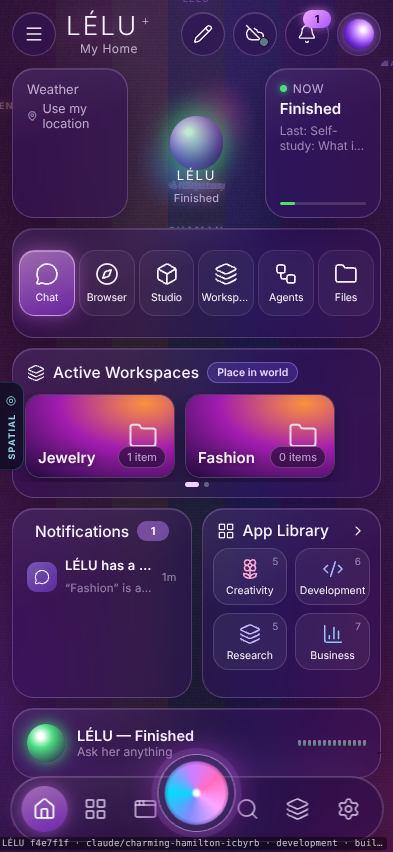 LÉLU +
My Home
1
Weather
Use my
location
NOW
Finished
Last: Self-
study: What i...
LÉLU
Finished
Chat
Browser
Studio
Worksp...
Agents
Files
Active Workspaces
Place in world
SPATIAL
Jewelry
1 item
Fashion
0 items
Notifications
1
LÉLU has a ...
“Fashion” is a...
1m
App Library
5
Creativity
6
Development
5
Research
7
Business
LÉLU — Finished
Ask her anything
LÉLU f4e7f1f · claude/charming-hamilton-icbyrb · development · buil…